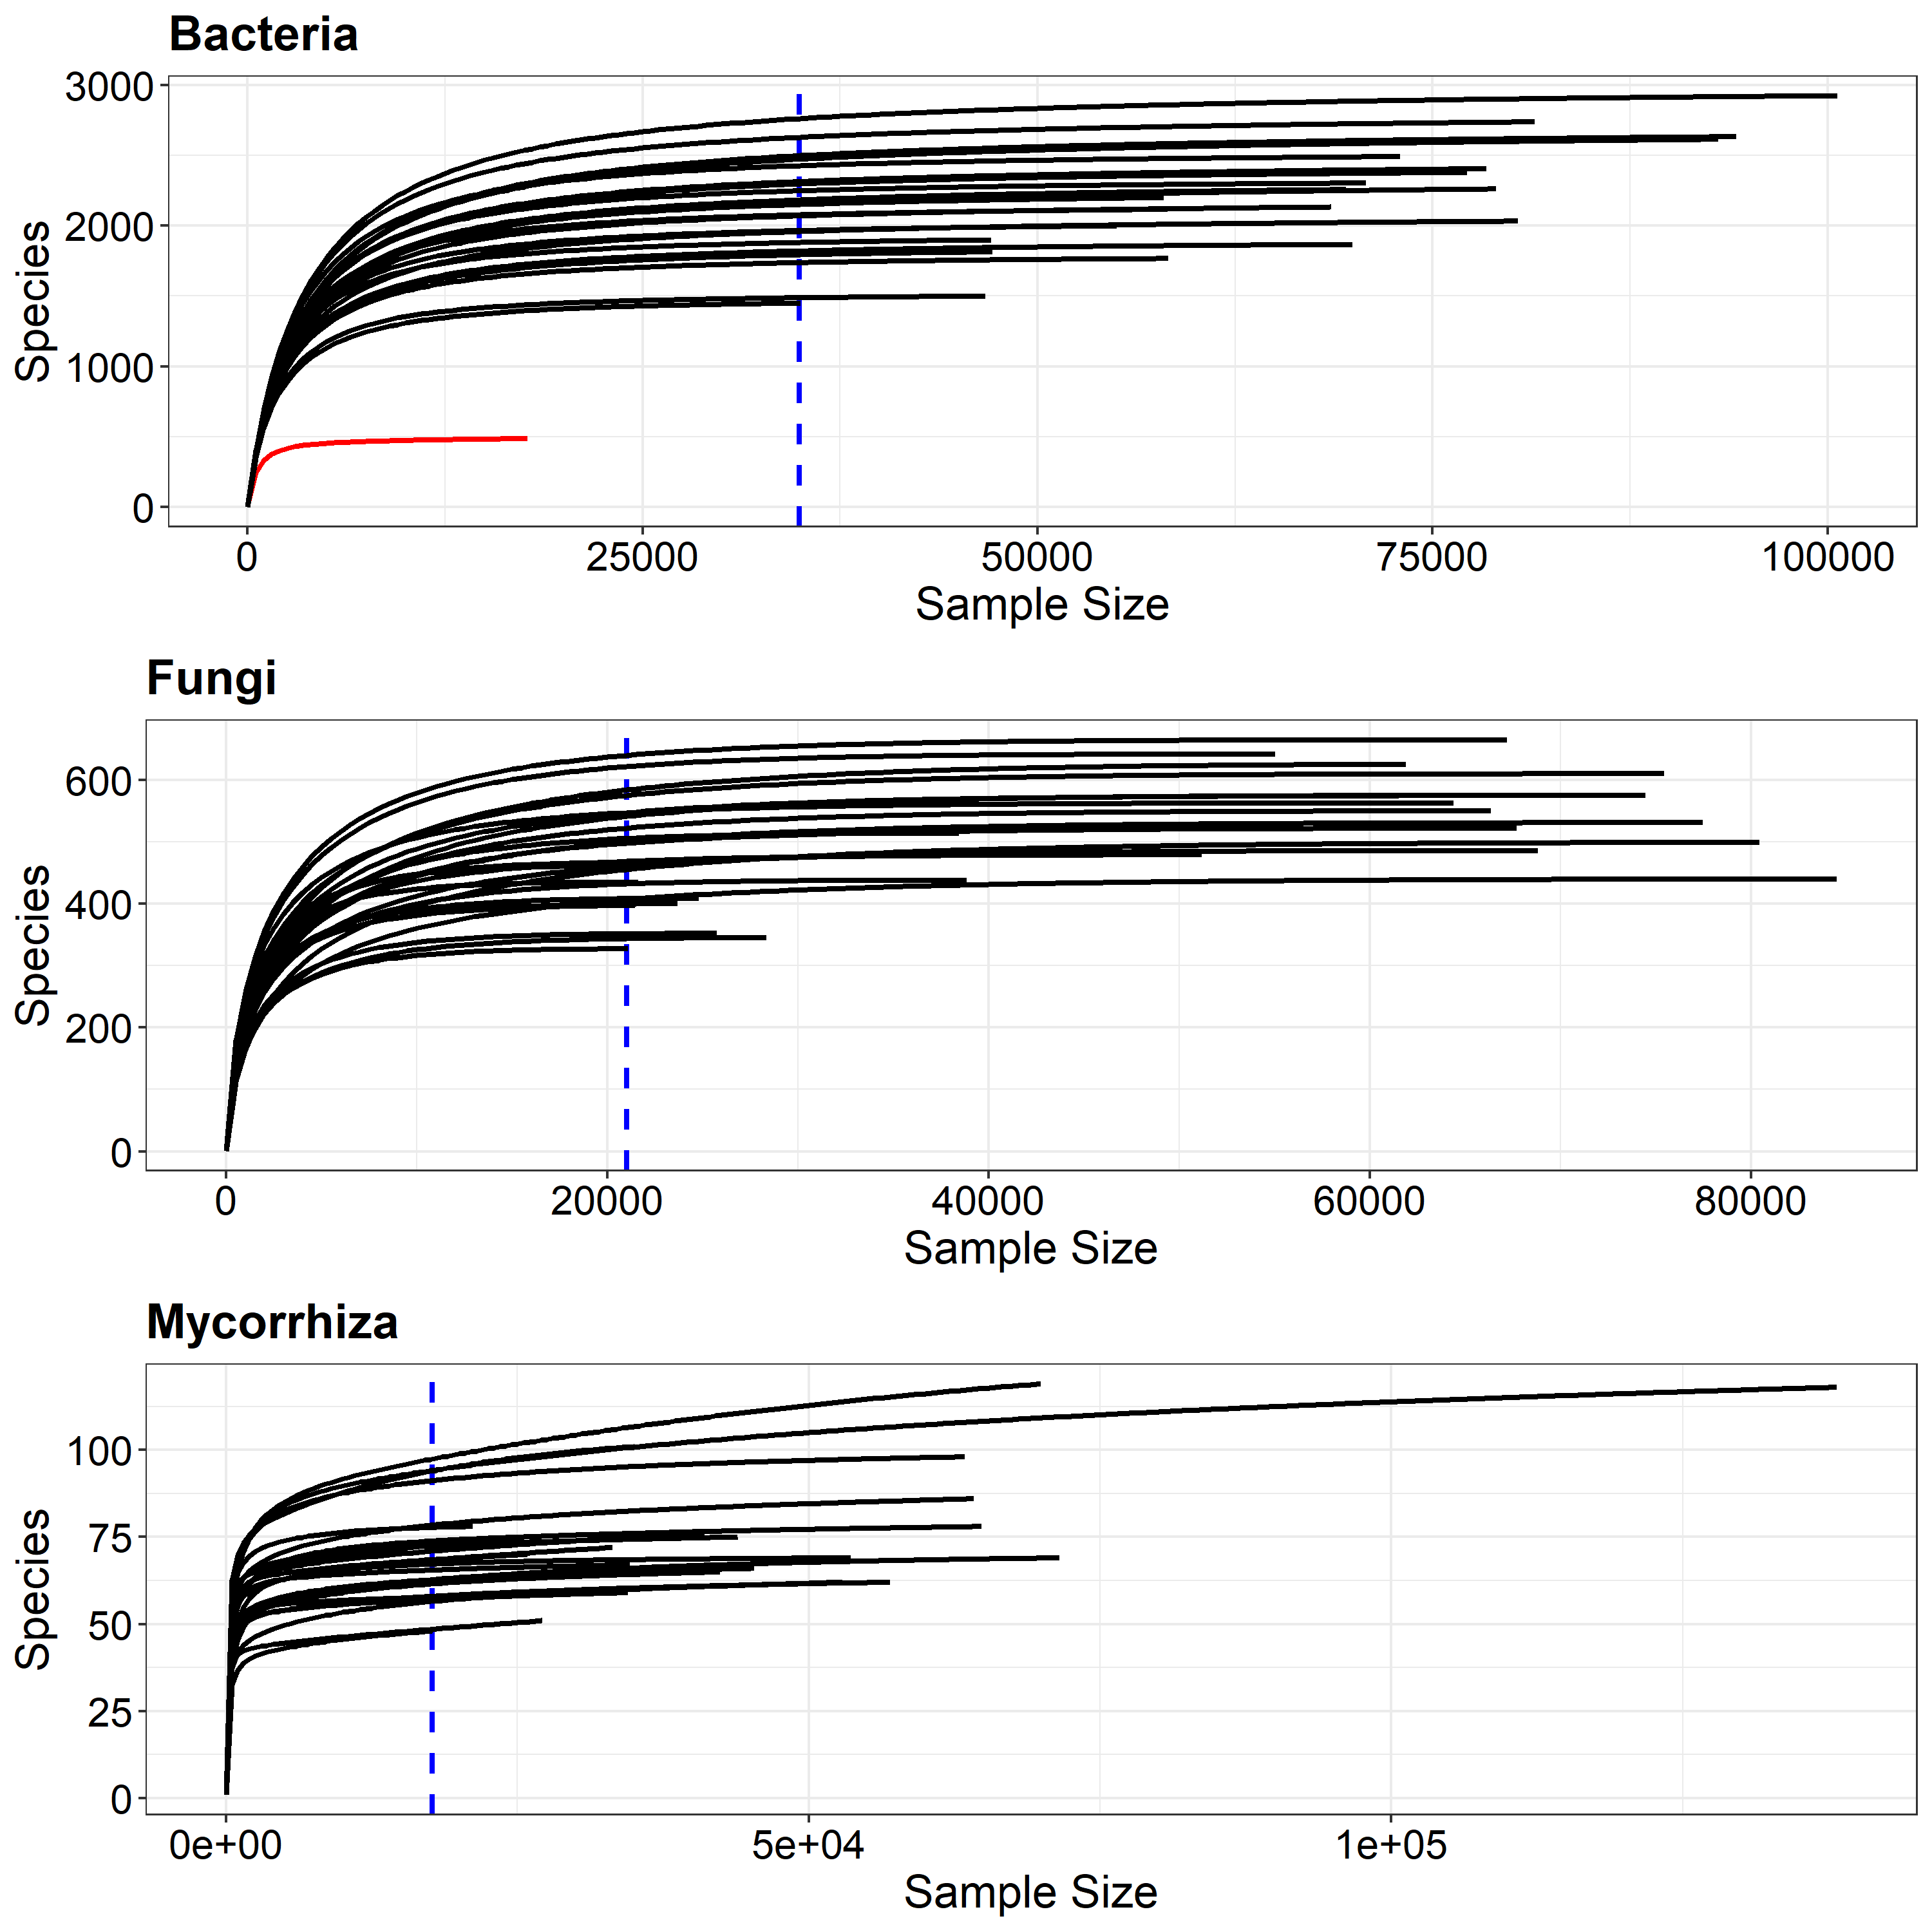 Bacteria
3000
2000
1000
0
Species
0 25000 50000 75000 100000
Sample Size
Fungi
600
400
200
0
Species
0 20000 40000 60000 80000
Sample Size
Mycorrhiza
100
75
50
25
0
Species
0e+00 5e+04 1e+05
Sample Size